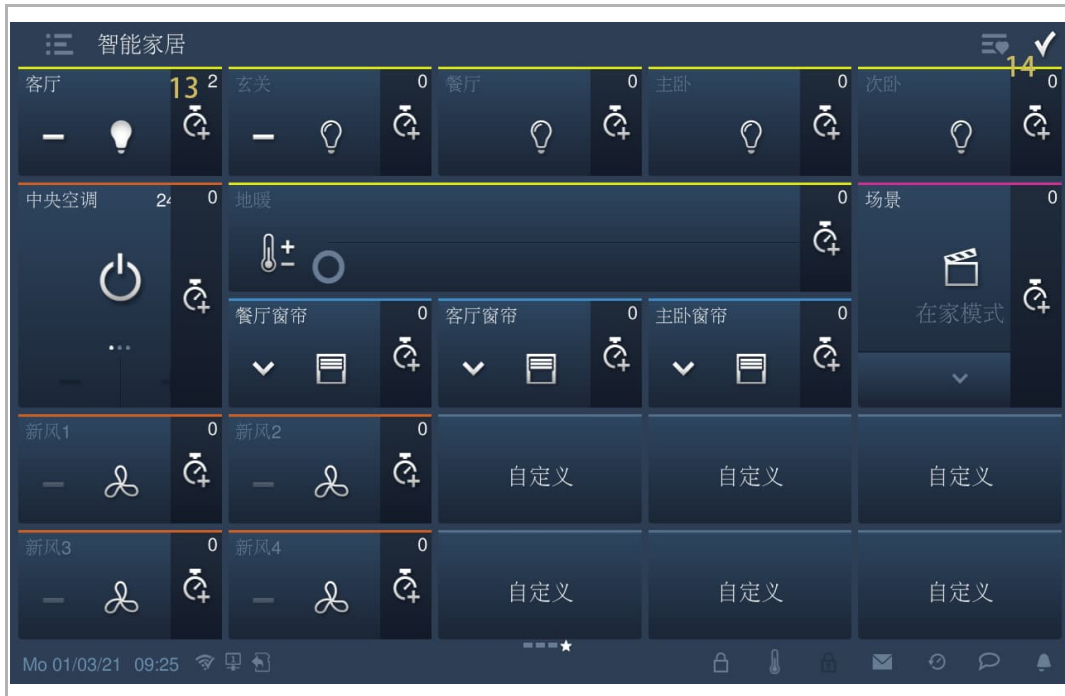 智能家居
14
客厅 13 2
玄关 0
餐厅 0
主卧 0
次卧 0
中央空调 24 0
地暖 0
场景 0
在家模式
餐厅窗帘 0
客厅窗帘 0
主卧窗帘 0
新风1 0
新风2 0
自定义
自定义
自定义
新风3 0
新风4 0
自定义
自定义
自定义
Mo 01/03/21 09:25